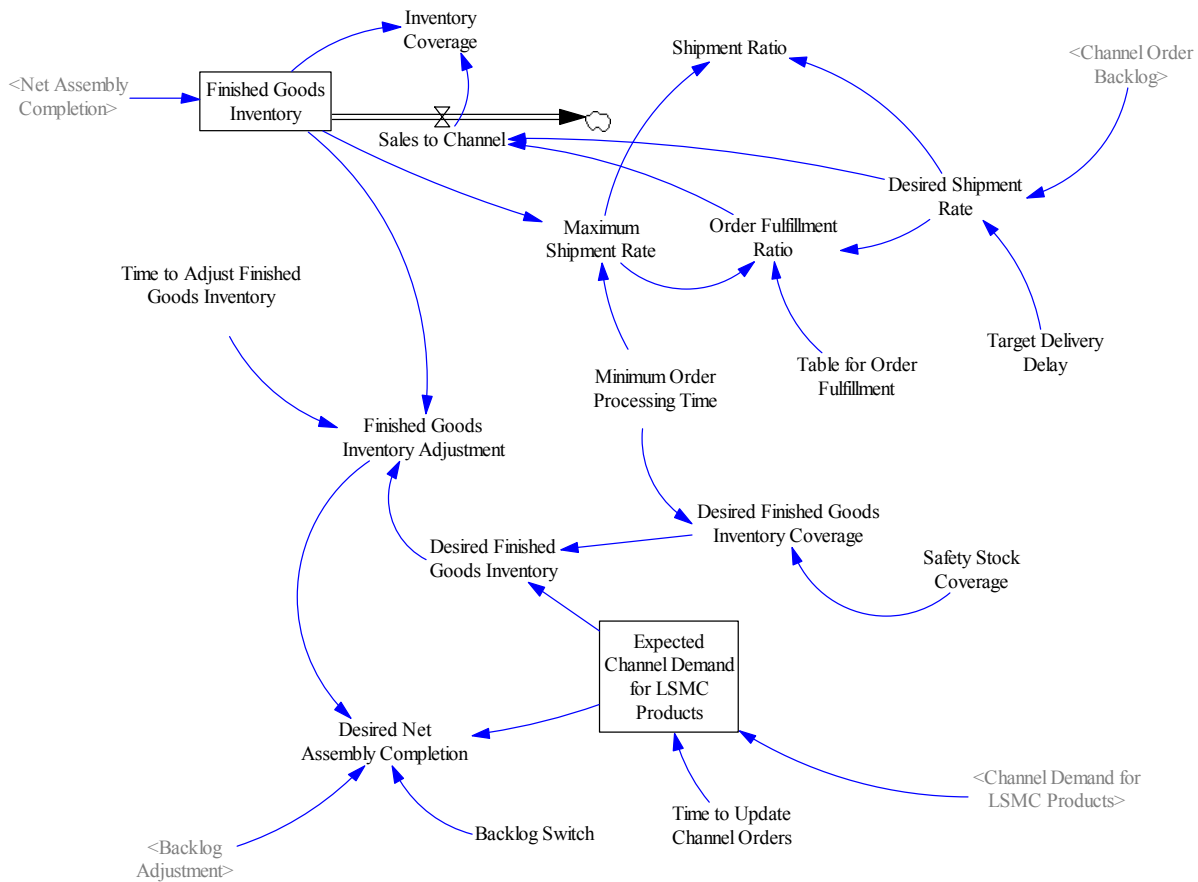 Inventory
Coverage
Shipment Ratio
<Channel Order
Backlog>
<Net Assembly
Completion>
Finished Goods
Inventory
Sales to Channel
Desired Shipment
Rate
Maximum
Shipment Rate
Order Fulfillment
Ratio
Time to Adjust Finished
Goods Inventory
Target Delivery
Delay
Table for Order
Fulfillment
Minimum Order
Processing Time
Finished Goods
Inventory Adjustment
Desired Finished Goods
Inventory Coverage
Desired Finished
Goods Inventory
Safety Stock
Coverage
Expected
Channel Demand
for LSMC
Products
Desired Net
Assembly Completion
<Channel Demand for
LSMC Products>
Time to Update
Channel Orders
Backlog Switch
<Backlog
Adjustment>